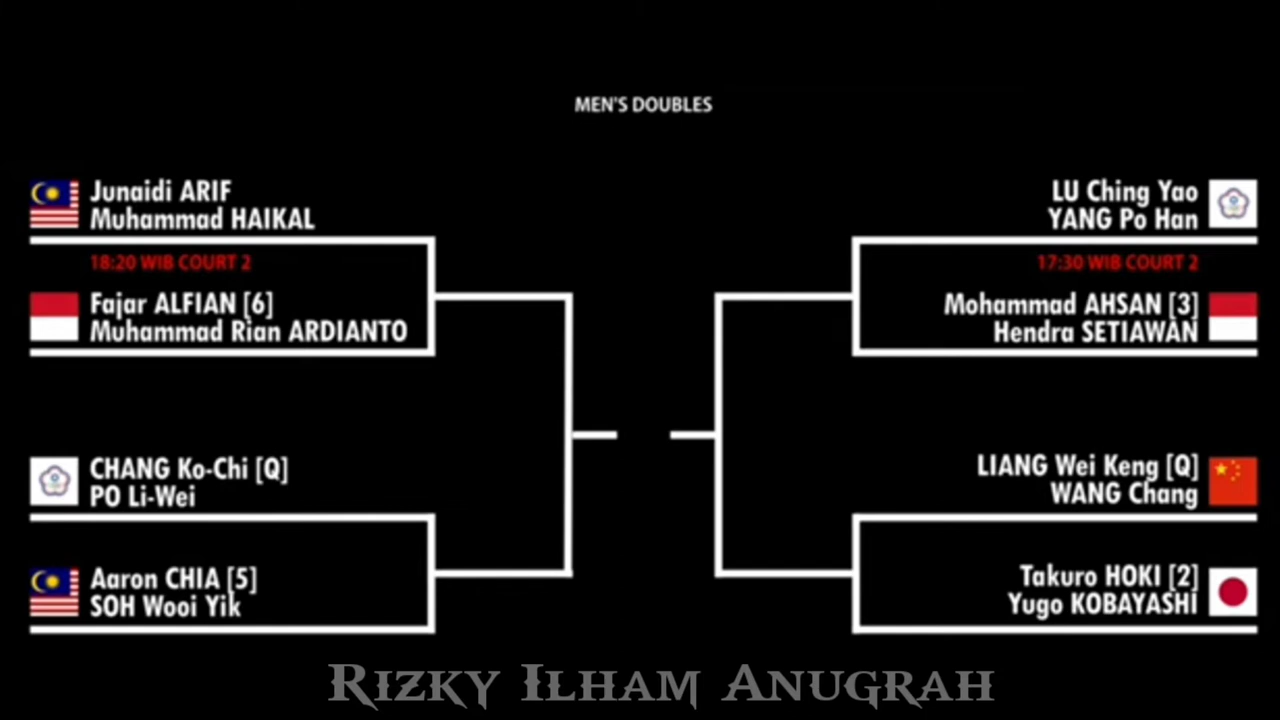 MEN'S DOUBLES
Junaidi ARIF
Muhammad HAIKAL
18:20 WIB COURT 2
Fajar ALFIAN [6]
Muhammad Rian ARDIANTO
CHANG Ko-Chi [Q]
PO Li-Wei
Aaron CHIA [5]
SOH Wooi Yik
LU Ching Yao
YANG Po Han
17:30 WIB COURT 2
Mohammad AHSAN [3]
Hendra SETIAWAN
LIANG Wei Keng [Q]
WANG Chang
Takuro HOKI [2]
Yugo KOBAYASHI
RIZKY ILHAM ANUGRAH